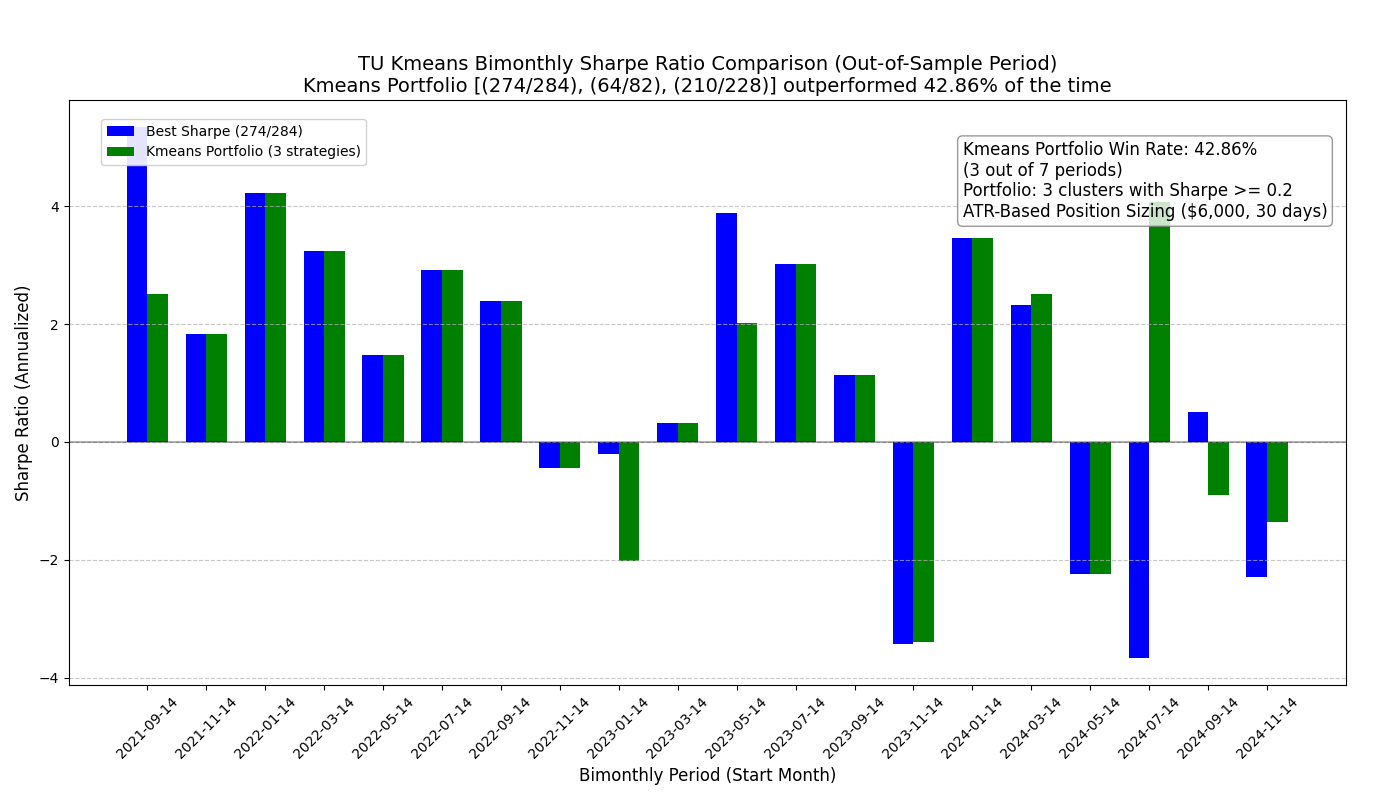 TU Kmeans Bimonthly Sharpe Ratio Comparison (Out-of-Sample Period)
Kmeans Portfolio [(274/284), (64/82), (210/228)] outperformed 42.86% of the time
Best Sharpe (274/284)
Kmeans Portfolio (3 strategies)
Kmeans Portfolio Win Rate: 42.86%
(3 out of 7 periods)
Portfolio: 3 clusters with Sharpe >= 0.2
ATR-Based Position Sizing ($6,000, 30 days)
Sharpe Ratio (Annualized)
4
2
0
−2
−4
2021-09-14
2021-11-14
2022-01-14
2022-03-14
2022-05-14
2022-07-14
2022-09-14
2022-11-14
2023-01-14
2023-03-14
2023-05-14
2023-07-14
2023-09-14
2023-11-14
2024-01-14
2024-03-14
2024-05-14
2024-07-14
2024-09-14
2024-11-14
Bimonthly Period (Start Month)